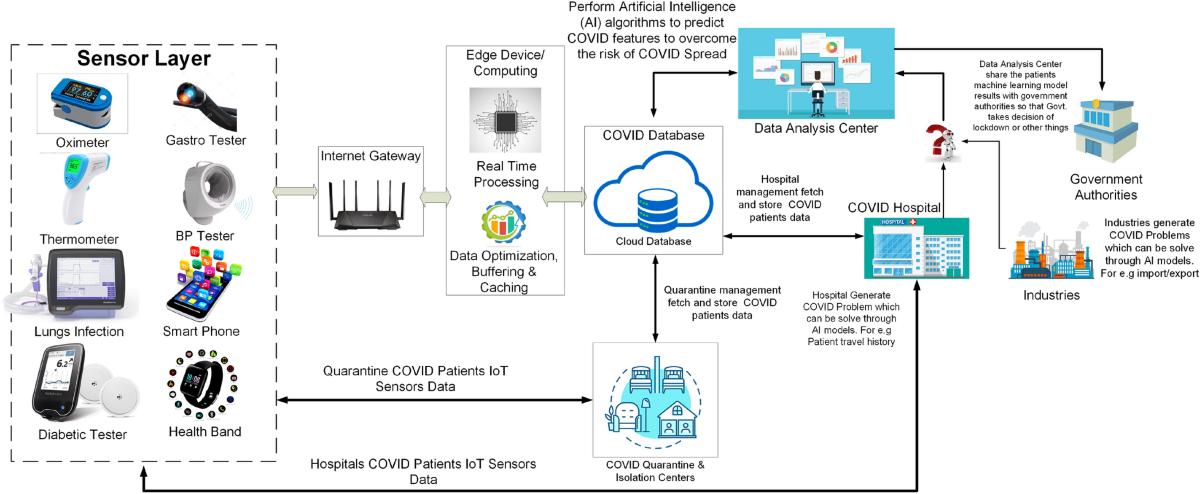 Perform Artificial Intelligence
(AI) algorithms to predict
COVID features to overcome
the risk of COVID Spread
Sensor Layer
Oximeter
Gastro Tester
Thermometer
BP Tester
Lungs Infection
Smart Phone
6.2
Diabetic Tester
Health Band
Internet Gateway
Edge Device/
Computing
Real Time
Processing
Data Optimization,
Buffering &
Caching
COVID Database
Cloud Database
Data Analysis Center
Data Analysis Center
share the patients
machine learning model
results with government
authorities so that Govt.
takes decision of
lockdown or other things
Government
Authorities
Hospital
management fetch
and store COVID
patients data
COVID Hospital
HOSPITAL
Industries
Industries generate
COVID Problems
which can be solve
through AI models.
For e.g import/export
Quarantine management
fetch and store COVID
patients data
Hospital Generate
COVID Problem which
can be solve through
AI models. For e.g
Patient travel history
Quarantine COVID Patients IoT
Sensors Data
COVID Quarantine &
Isolation Centers
Hospitals COVID Patients IoT Sensors
Data